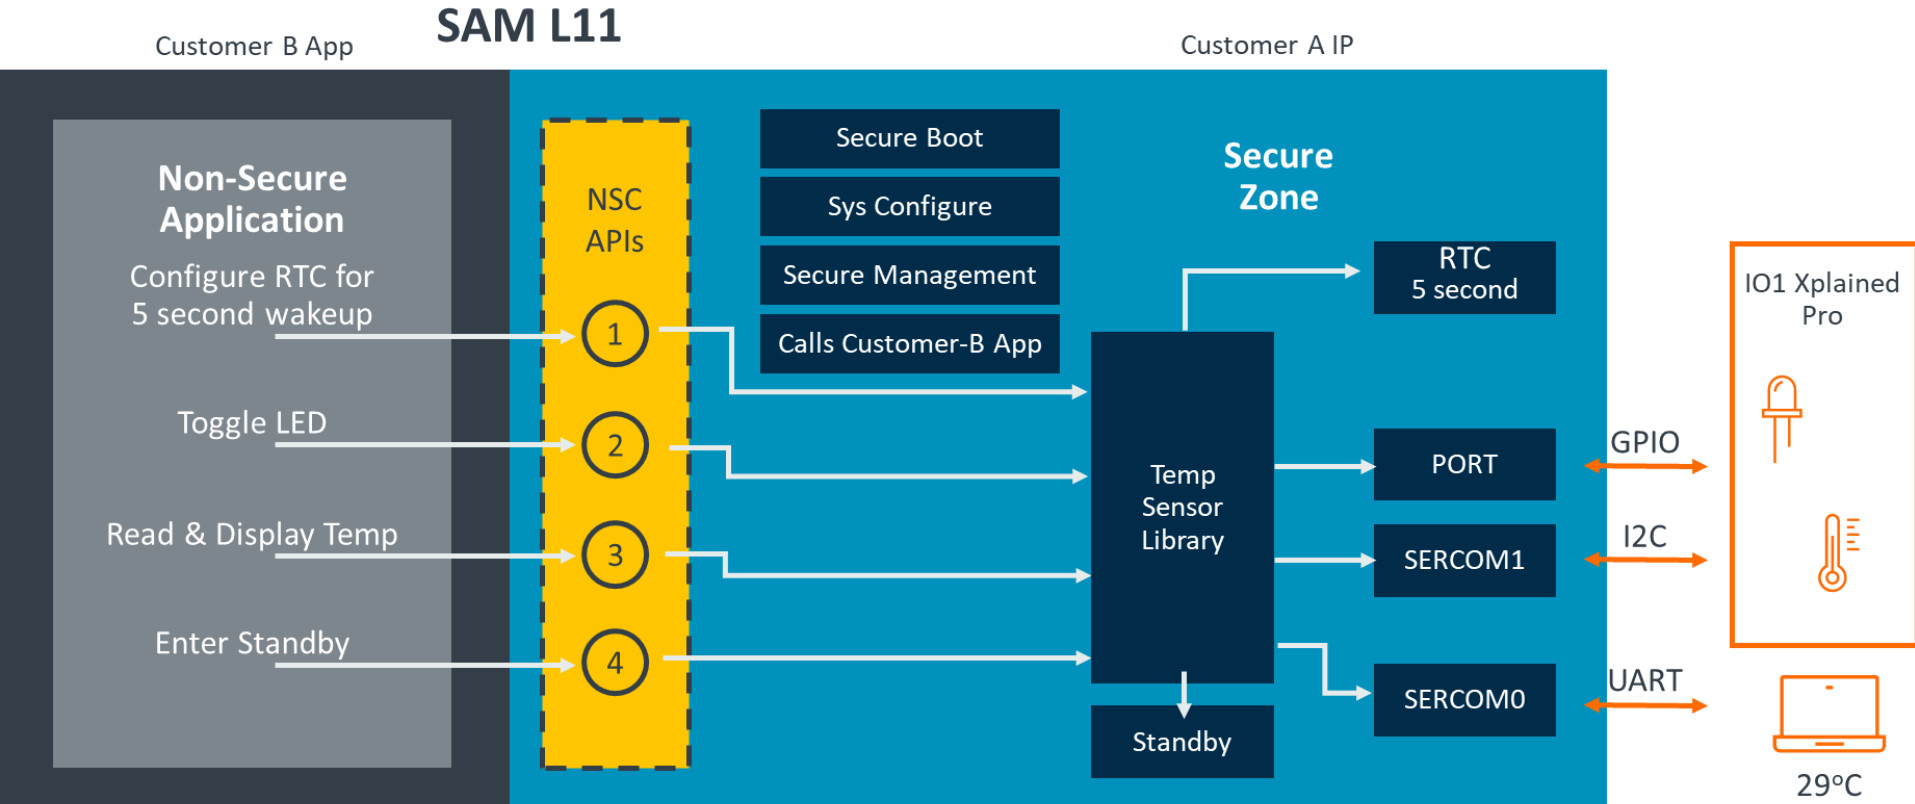 SAM L11
Customer B App
Customer A IP
Non-Secure
Application
Configure RTC for
5 second wakeup
Toggle LED
Read & Display Temp
Enter Standby
NSC
APIs
1
2
3
4
Secure Boot
Sys Configure
Secure Management
Calls Customer-B App
Secure
Zone
Temp
Sensor
Library
Standby
RTC
5 second
PORT
SERCOM1
SERCOM0
GPIO
I2C
UART
IO1 Xplained
Pro
29°C